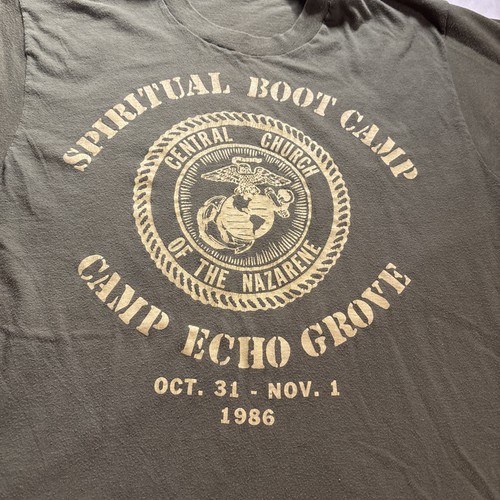 SPIRITUAL BOOT CAMP
CENTRAL CHURCH
OF THE NAZARENE
CAMP ECHO GROVE
OCT. 31 - NOV. 1
1986